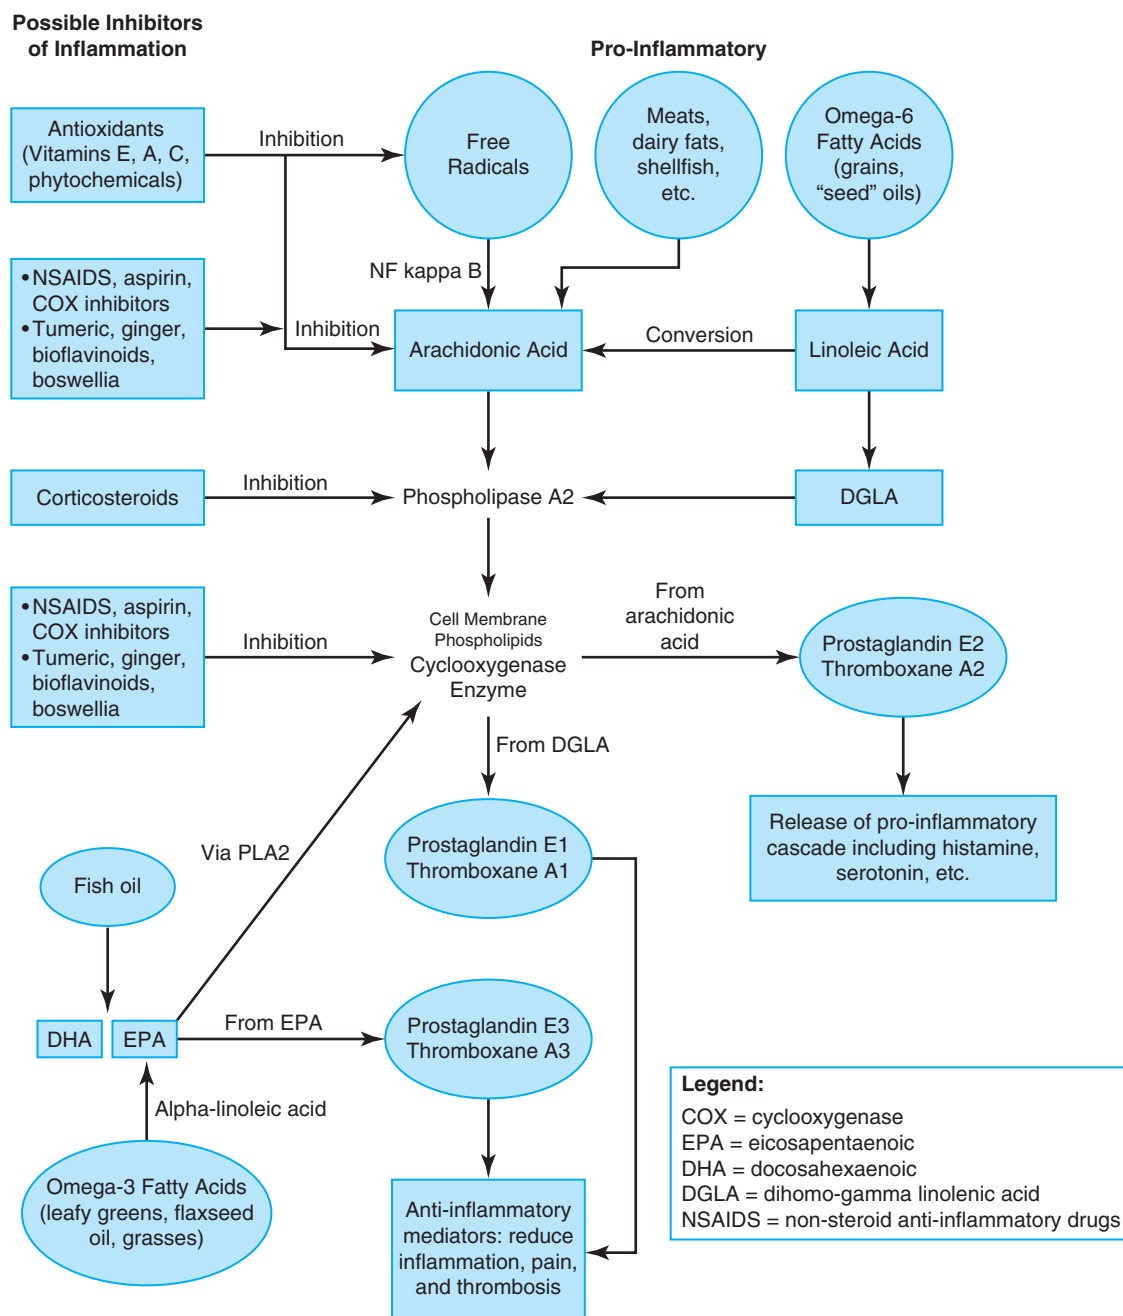 Possible Inhibitors
of Inflammation
Pro-Inflammatory
Antioxidants
(Vitamins E, A, C,
phytochemicals)
Inhibition
Free
Radicals
Meats,
dairy fats,
shellfish,
etc.
Omega-6
Fatty Acids
(grains,
“seed” oils)
NF kappa B
• NSAIDS, aspirin,
COX inhibitors
• Tumeric, ginger,
bioflavinoids,
boswellia
Inhibition
Arachidonic Acid
Conversion
Linoleic Acid
Corticosteroids
Inhibition
Phospholipase A2
DGLA
• NSAIDS, aspirin,
COX inhibitors
• Tumeric, ginger,
bioflavinoids,
boswellia
Inhibition
Cell Membrane
Phospholipids
Cyclooxygenase
Enzyme
From
arachidonic
acid
Prostaglandin E2
Thromboxane A2
From DGLA
Via PLA2
Prostaglandin E1
Thromboxane A1
Release of pro-inflammatory
cascade including histamine,
serotonin, etc.
Fish oil
DHA
EPA
From EPA
Prostaglandin E3
Thromboxane A3
Alpha-linoleic acid
Omega-3 Fatty Acids
(leafy greens, flaxseed
oil, grasses)
Anti-inflammatory
mediators: reduce
inflammation, pain,
and thrombosis
Legend:
COX = cyclooxygenase
EPA = eicosapentaenoic
DHA = docosahexaenoic
DGLA = dihomo-gamma linolenic acid
NSAIDS = non-steroid anti-inflammatory drugs